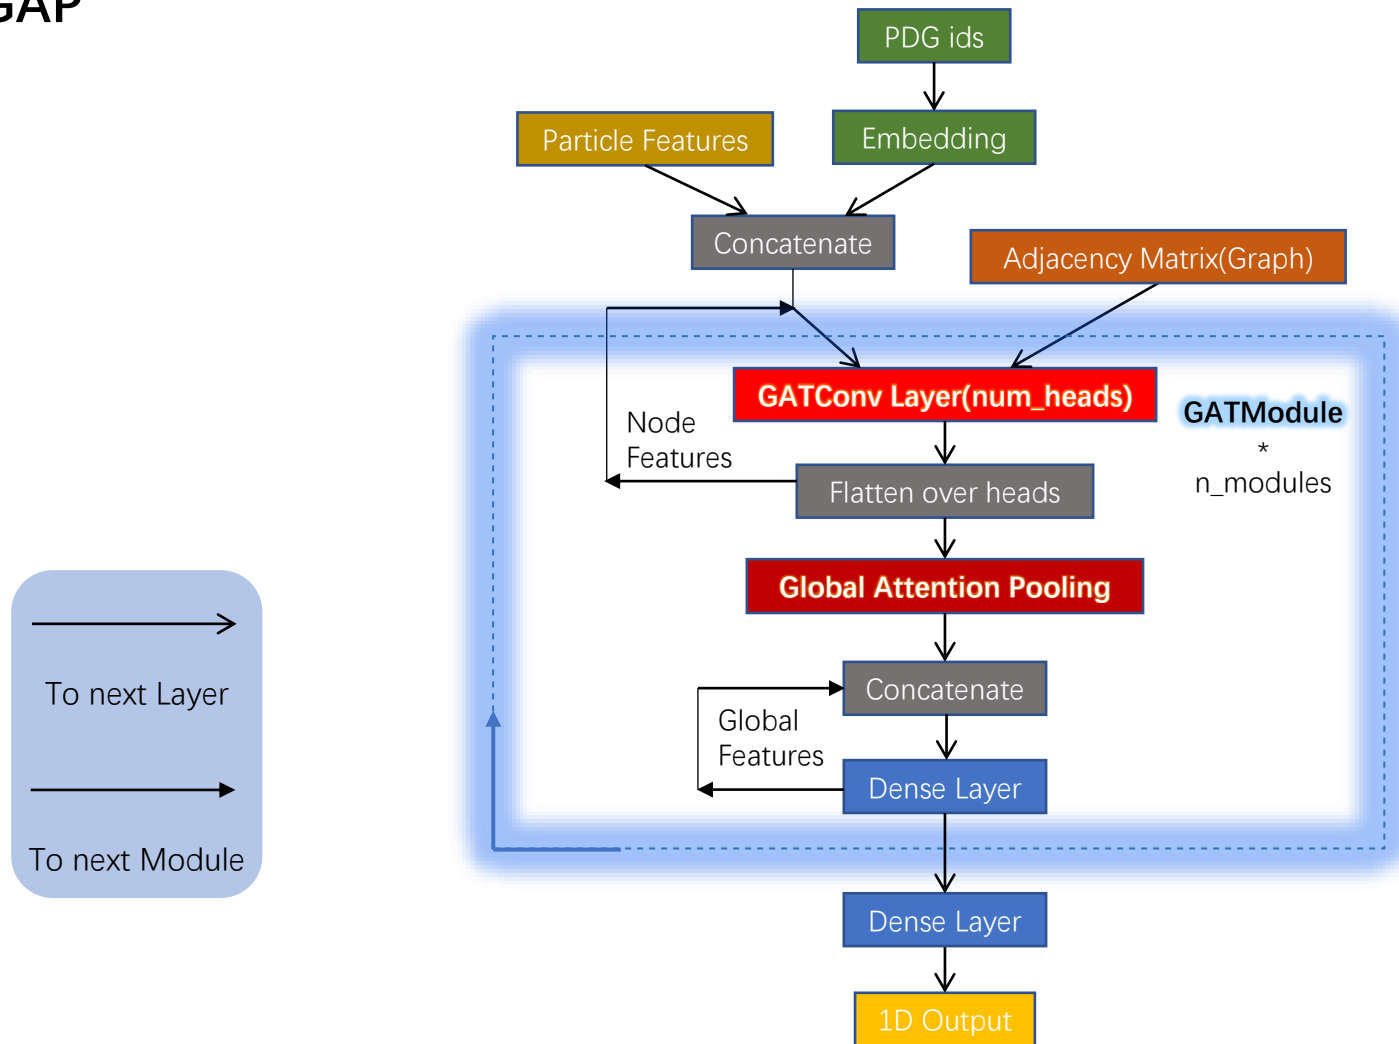 GAP
PDG ids
Particle Features
Embedding
Concatenate
Adjacency Matrix(Graph)
GATConv Layer(num_heads)
GATModule
*
n_modules
Node
Features
Flatten over heads
Global Attention Pooling
Concatenate
Global
Features
Dense Layer
To next Layer
To next Module
Dense Layer
1D Output